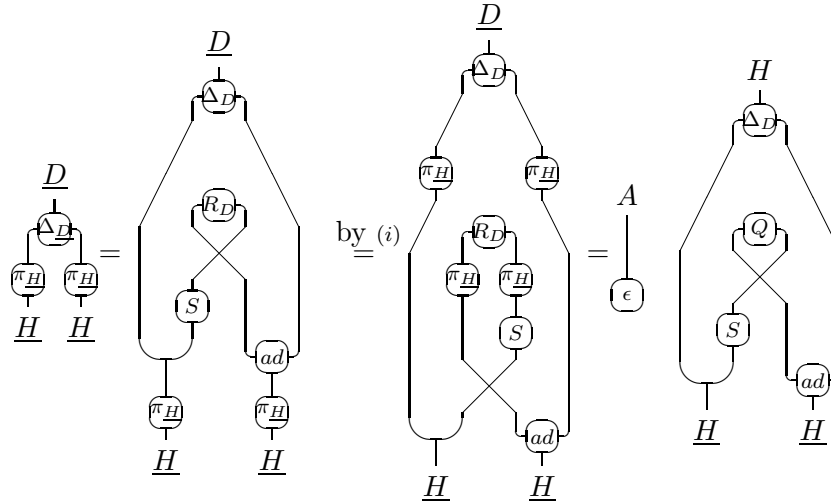 D D H
Δ_D Δ_D Δ_D
D π_H π_H A
Δ_D R_D R_D Q
= by (i) = =
π_H π_H π_H π_H ε
S S S
H H ad ad
π_H π_H ad
H H H H H H